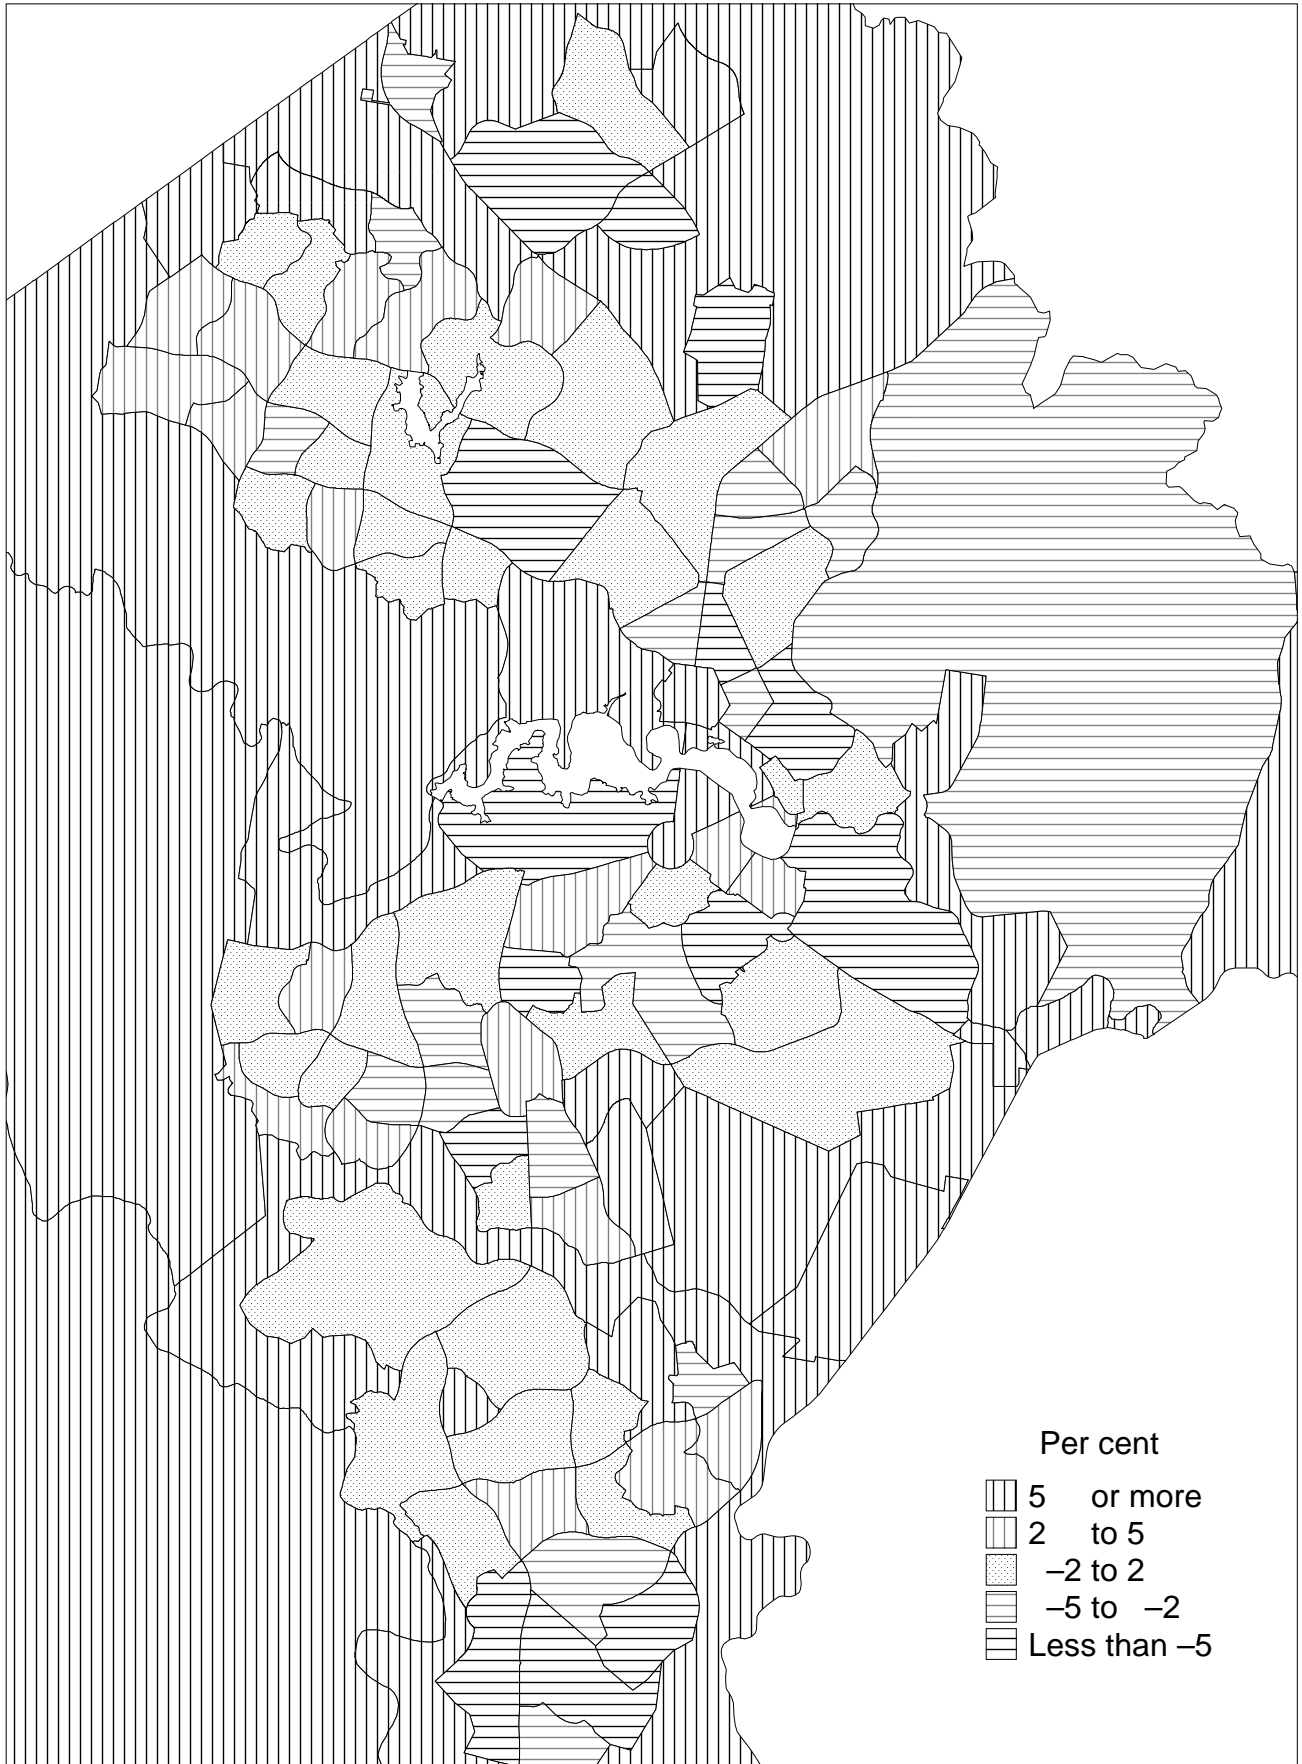 Per cent
5 or more
2 to 5
–2 to 2
–5 to –2
Less than –5